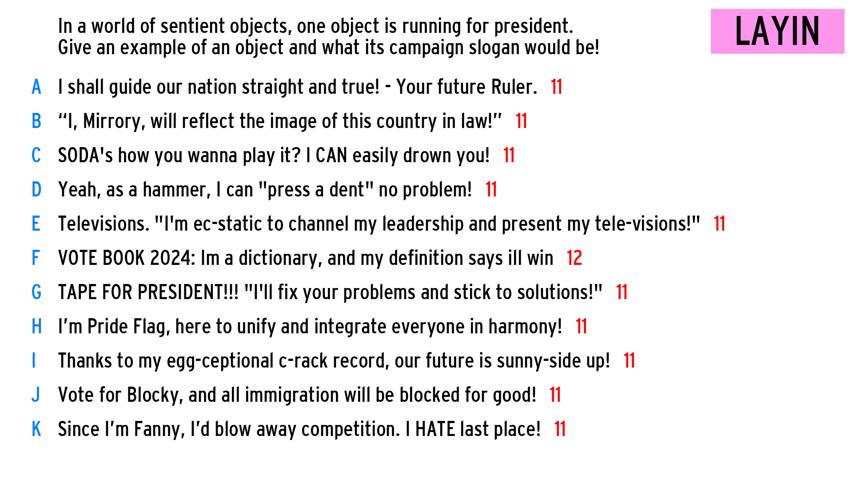 In a world of sentient objects, one object is running for president.
Give an example of an object and what its campaign slogan would be!
LAYIN
A I shall guide our nation straight and true! - Your future Ruler. 11
B “I, Mirrory, will reflect the image of this country in law!” 11
C SODA's how you wanna play it? I CAN easily drown you! 11
D Yeah, as a hammer, I can "press a dent" no problem! 11
E Televisions. "I'm ec-static to channel my leadership and present my tele-visions!" 11
F VOTE BOOK 2024: Im a dictionary, and my definition says ill win 12
G TAPE FOR PRESIDENT!!! "I'll fix your problems and stick to solutions!" 11
H I’m Pride Flag, here to unify and integrate everyone in harmony! 11
I Thanks to my egg-ceptional c-rack record, our future is sunny-side up! 11
J Vote for Blocky, and all immigration will be blocked for good! 11
K Since I’m Fanny, I’d blow away competition. I HATE last place! 11